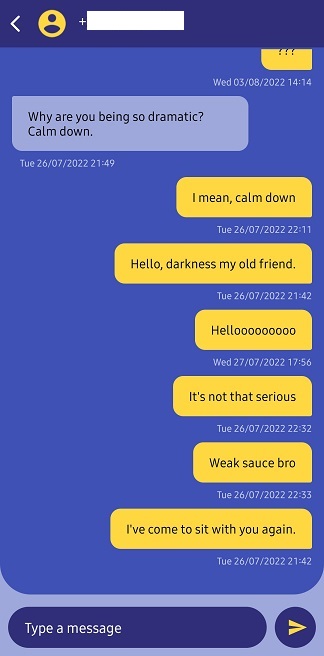 +
???
Wed 03/08/2022 14:14
Why are you being so dramatic?
Calm down.
Tue 26/07/2022 21:49
I mean, calm down
Tue 26/07/2022 22:11
Hello, darkness my old friend.
Tue 26/07/2022 21:42
Hellooooooooo
Wed 27/07/2022 17:56
It's not that serious
Tue 26/07/2022 22:32
Weak sauce bro
Tue 26/07/2022 22:33
I've come to sit with you again.
Tue 26/07/2022 21:42
Type a message